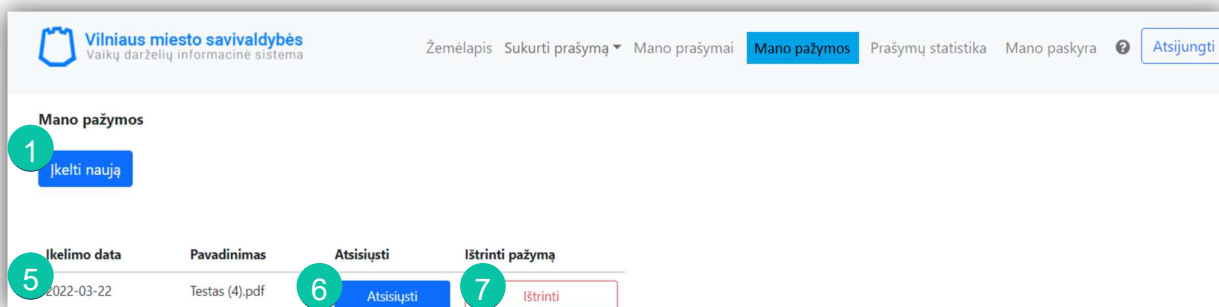 Vilniaus miesto savivaldybės
Vaikų darželių informacinė sistema
Žemėlapis Sukurti prašymą Mano prašymai Mano pažymos Prašymų statistika Mano paskyra ? Atsijungti
Mano pažymos
1
Įkelti naują
Įkelimo data Pavadinimas Atsisiųsti Ištrinti pažymą
5 2022-03-22 Testas (4).pdf 6 Atsisiųsti 7 Ištrinti